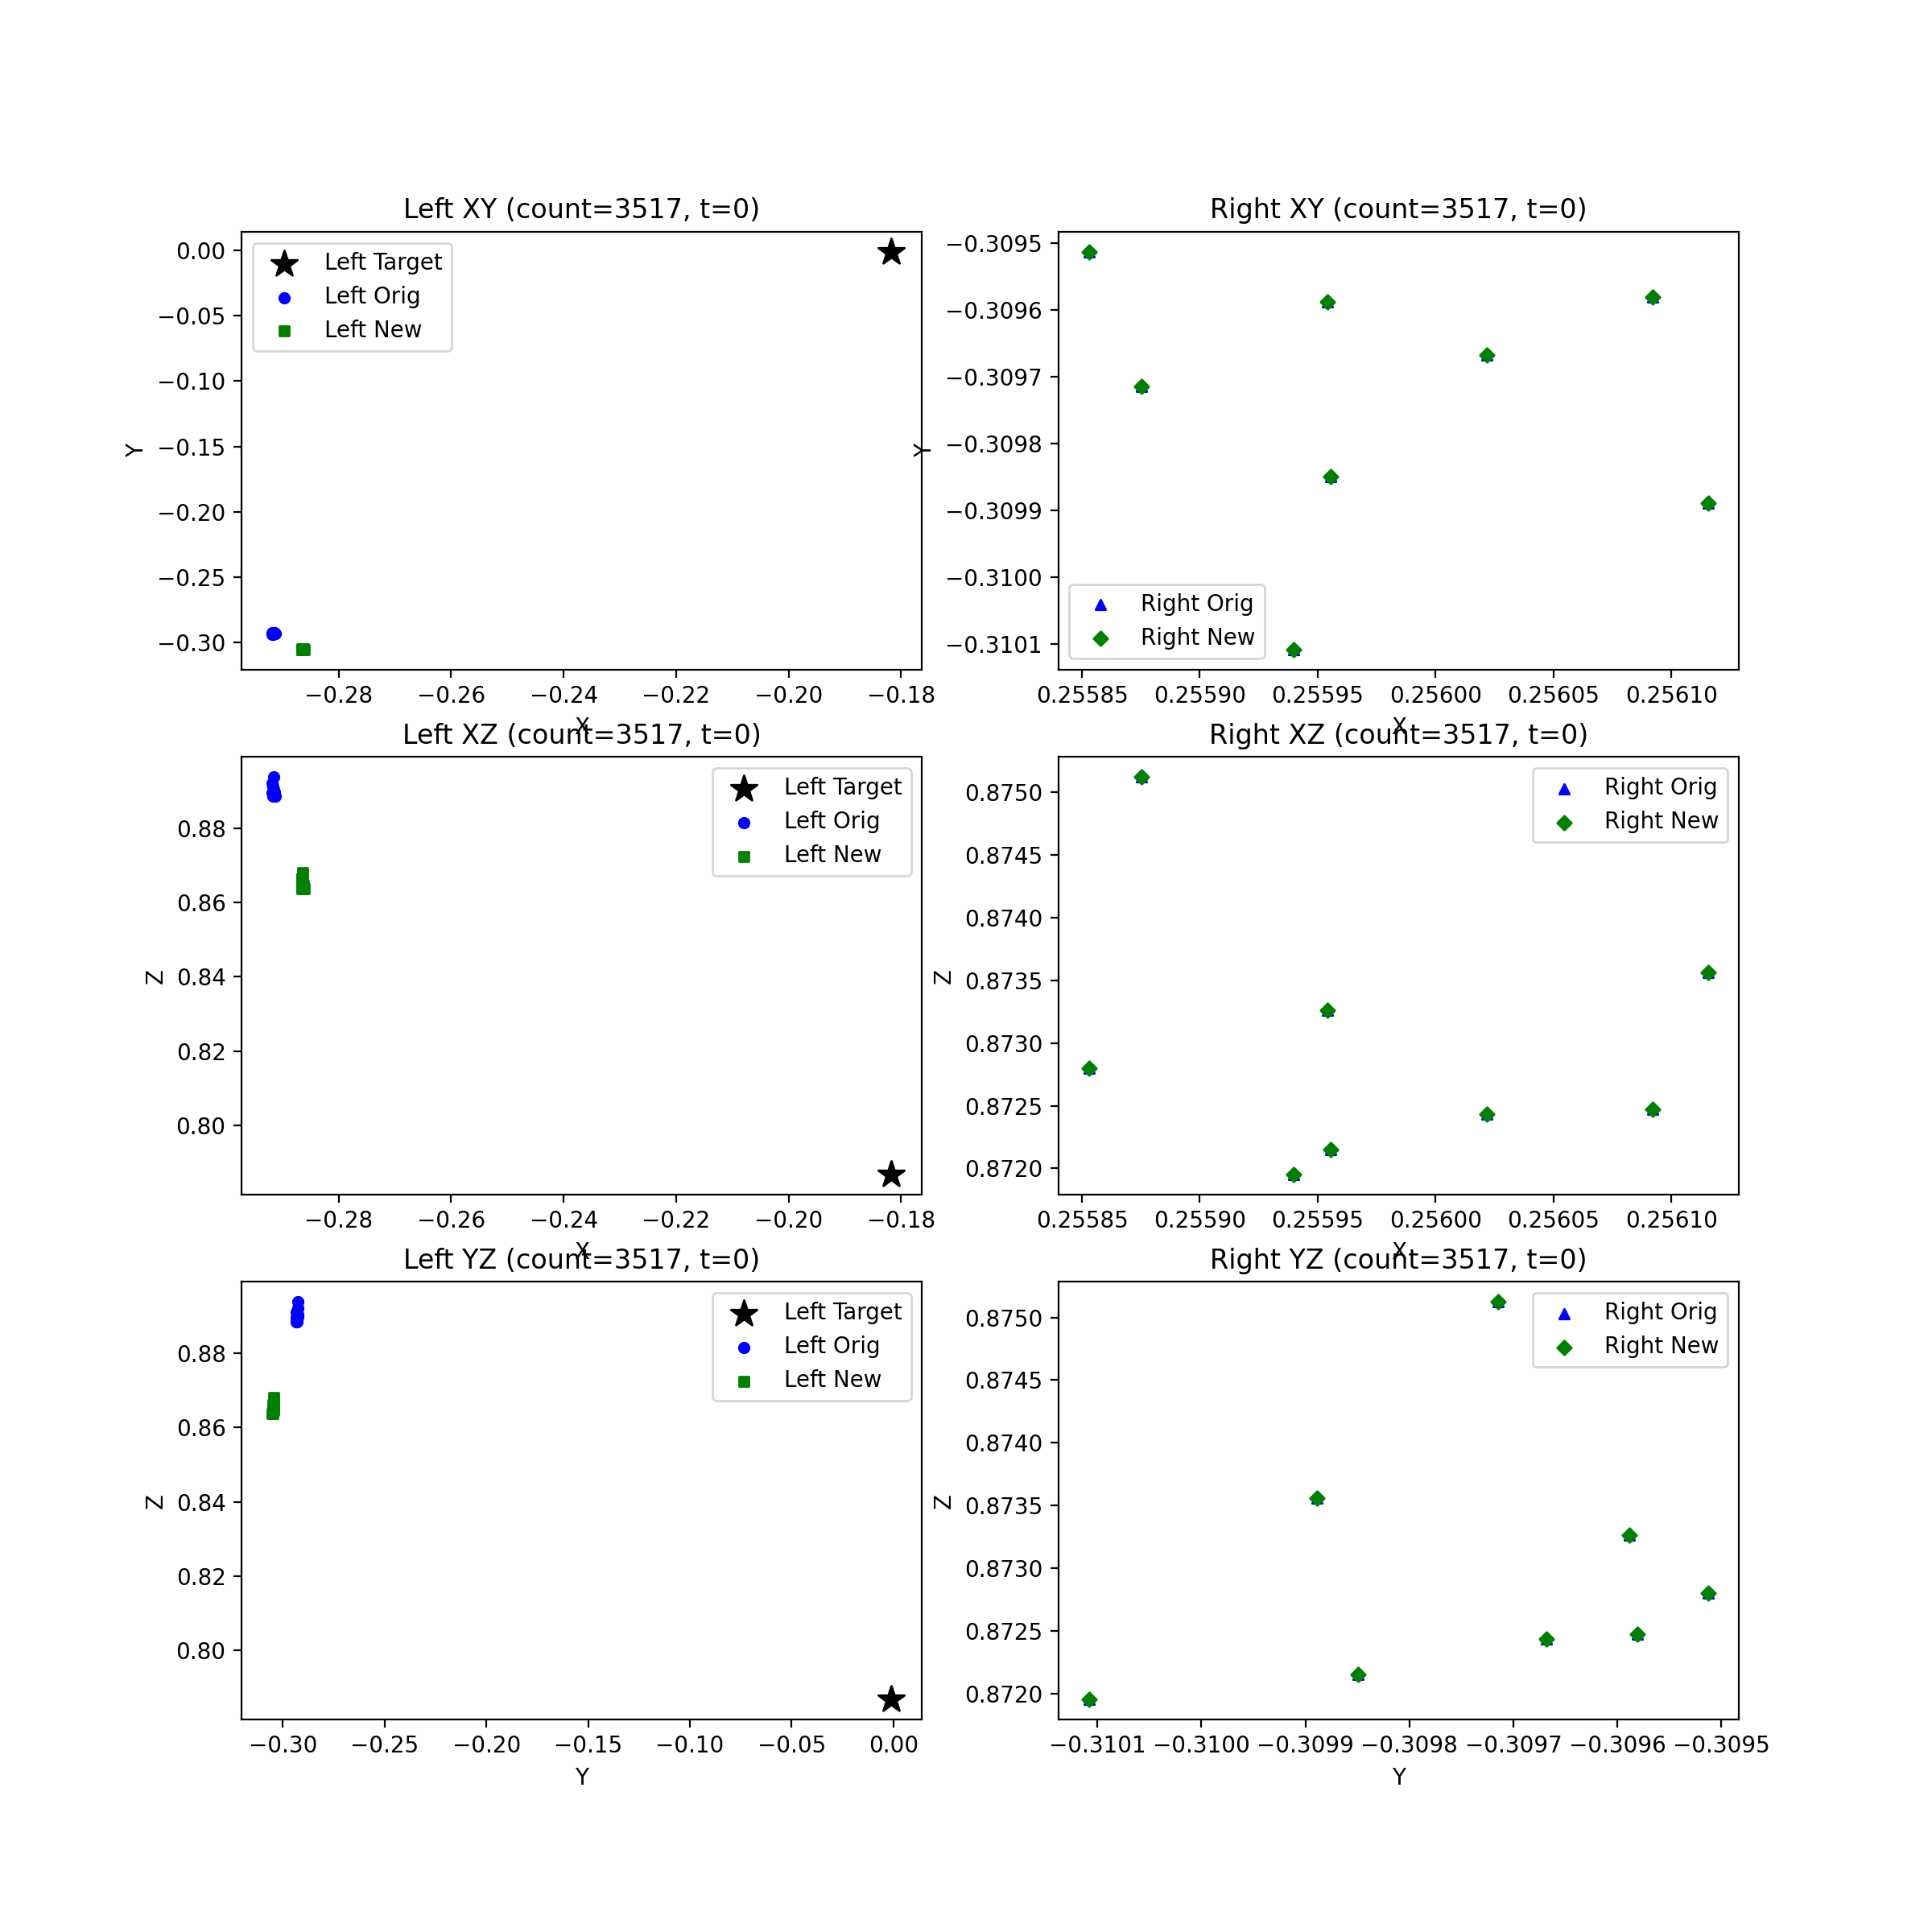 Left XY (count=3517, t=0)
0.00
−0.05
−0.10
−0.15
−0.20
−0.25
−0.30
Y
Left Target
Left Orig
Left New
−0.28 −0.26 −0.24 −0.22 −0.20 −0.18
X
Right XY (count=3517, t=0)
−0.3095
−0.3096
−0.3097
−0.3098
−0.3099
−0.3100
−0.3101
Y
Right Orig
Right New
0.25585 0.25590 0.25595 0.25600 0.25605 0.25610
X
Left XZ (count=3517, t=0)
0.88
0.86
0.84
0.82
0.80
Z
Left Target
Left Orig
Left New
−0.28 −0.26 −0.24 −0.22 −0.20 −0.18
X
Right XZ (count=3517, t=0)
0.8750
0.8745
0.8740
0.8735
0.8730
0.8725
0.8720
Z
Right Orig
Right New
0.25585 0.25590 0.25595 0.25600 0.25605 0.25610
X
Left YZ (count=3517, t=0)
0.88
0.86
0.84
0.82
0.80
Z
Left Target
Left Orig
Left New
−0.30 −0.25 −0.20 −0.15 −0.10 −0.05 0.00
Y
Right YZ (count=3517, t=0)
0.8750
0.8745
0.8740
0.8735
0.8730
0.8725
0.8720
Z
Right Orig
Right New
−0.3101 −0.3100 −0.3099 −0.3098 −0.3097 −0.3096 −0.3095
Y